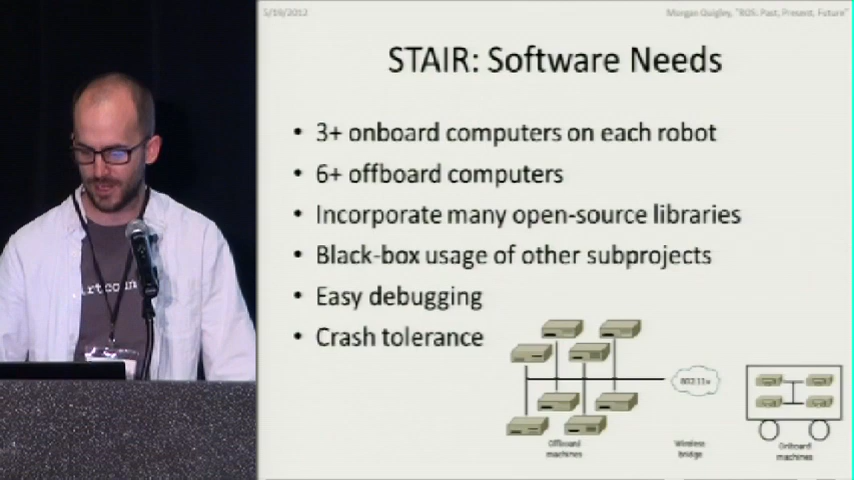 5/19/2012
Morgan Quigley, "ROS: Past, Present, Future"
STAIR: Software Needs
• 3+ onboard computers on each robot
• 6+ offboard computers
• Incorporate many open-source libraries
• Black-box usage of other subprojects
• Easy debugging
• Crash tolerance
Offboard
machines
Wireless
bridge
Onboard
machines